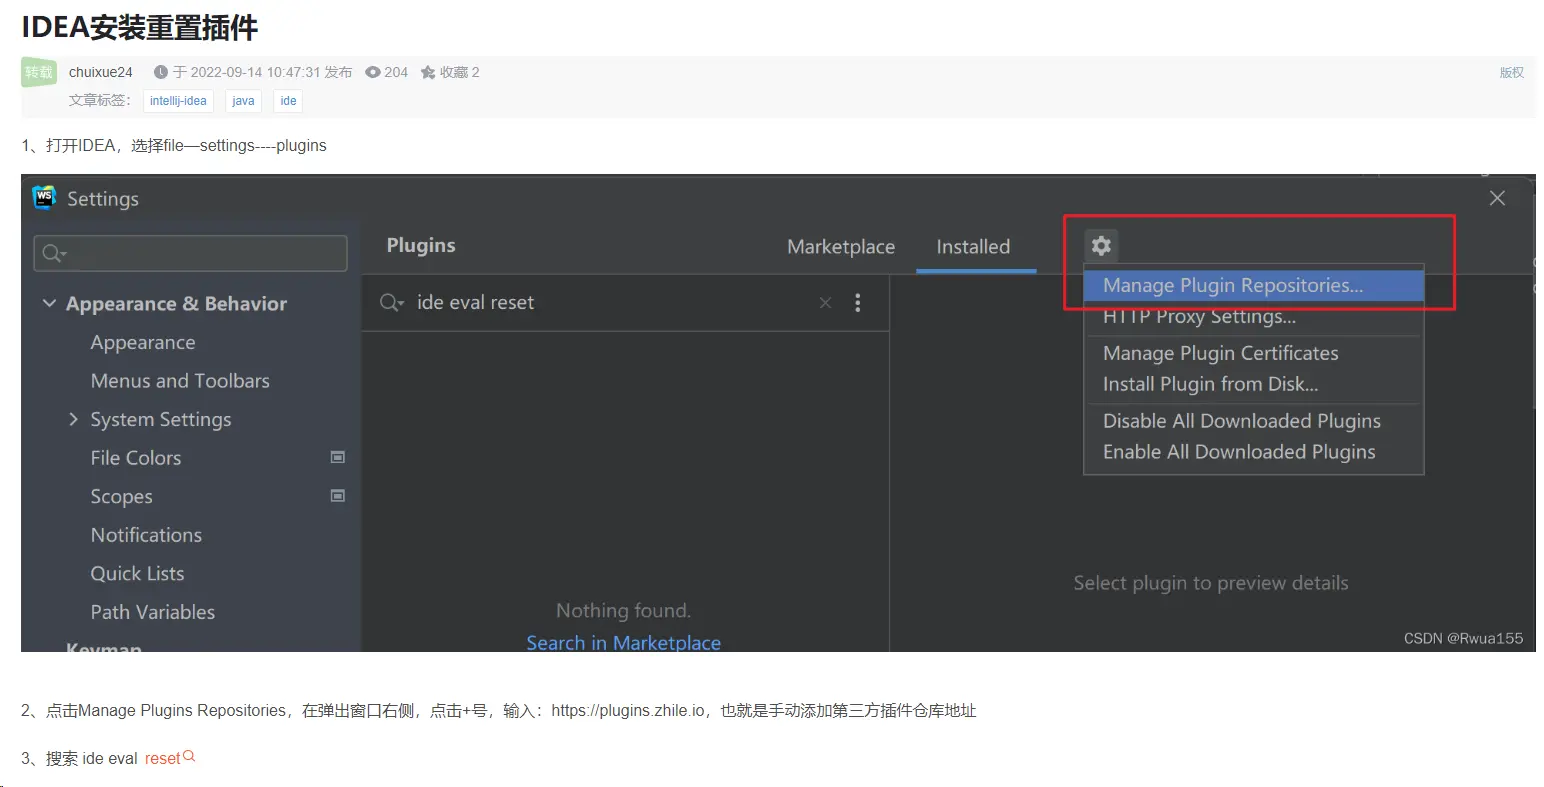 IDEA安装重置插件
转载 chuixue24 于 2022-09-14 10:47:31 发布 204 收藏 2 版权
文章标签： intellij-idea java ide
1、打开IDEA，选择file—settings----plugins
WS Settings
Plugins Marketplace Installed
Manage Plugin Repositories...
ide eval reset
HTTP Proxy Settings...
Manage Plugin Certificates
Install Plugin from Disk...
Disable All Downloaded Plugins
Enable All Downloaded Plugins
Appearance & Behavior
Appearance
Menus and Toolbars
System Settings
File Colors
Scopes
Notifications
Quick Lists
Path Variables
Keymap
Nothing found.
Search in Marketplace
Select plugin to preview details
CSDN @Rwua155
2、点击Manage Plugins Repositories，在弹出窗口右侧，点击+号，输入：https://plugins.zhile.io，也就是手动添加第三方插件仓库地址
3、搜索 ide eval reset